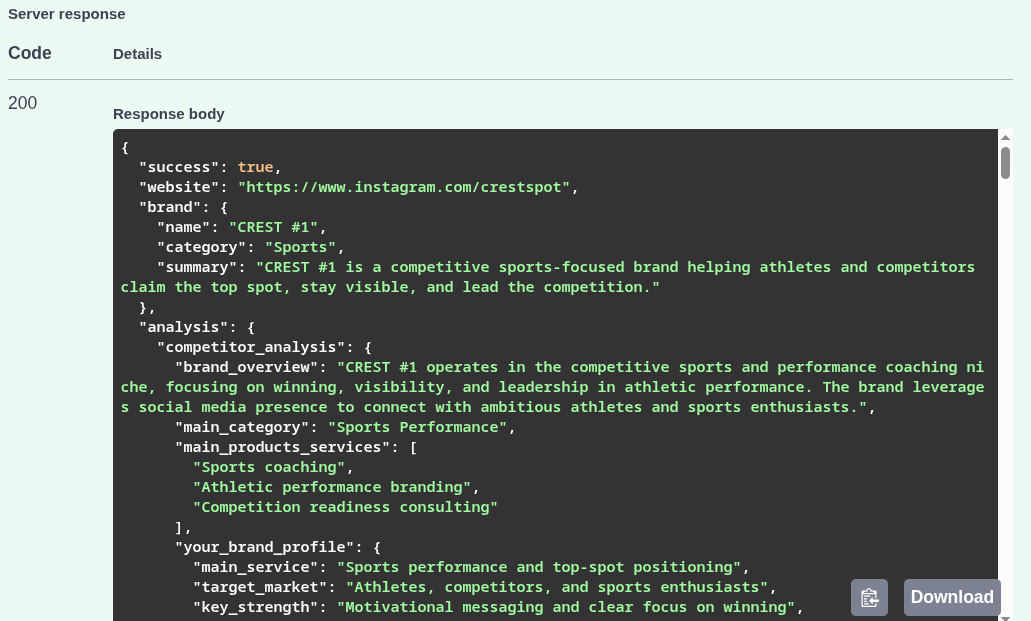 Server response
Code Details
200
Response body
{
"success": true,
"website": "https://www.instagram.com/crestspot",
"brand": {
"name": "CREST #1",
"category": "Sports",
"summary": "CREST #1 is a competitive sports-focused brand helping athletes and competitors
claim the top spot, stay visible, and lead the competition."
},
"analysis": {
"competitor_analysis": {
"brand_overview": "CREST #1 operates in the competitive sports and performance coaching ni
che, focusing on winning, visibility, and leadership in athletic performance. The brand leverage
s social media presence to connect with ambitious athletes and sports enthusiasts.",
"main_category": "Sports Performance",
"main_products_services": [
"Sports coaching",
"Athletic performance branding",
"Competition readiness consulting"
],
"your_brand_profile": {
"main_service": "Sports performance and top-spot positioning",
"target_market": "Athletes, competitors, and sports enthusiasts",
"key_strength": "Motivational messaging and clear focus on winning",
Download